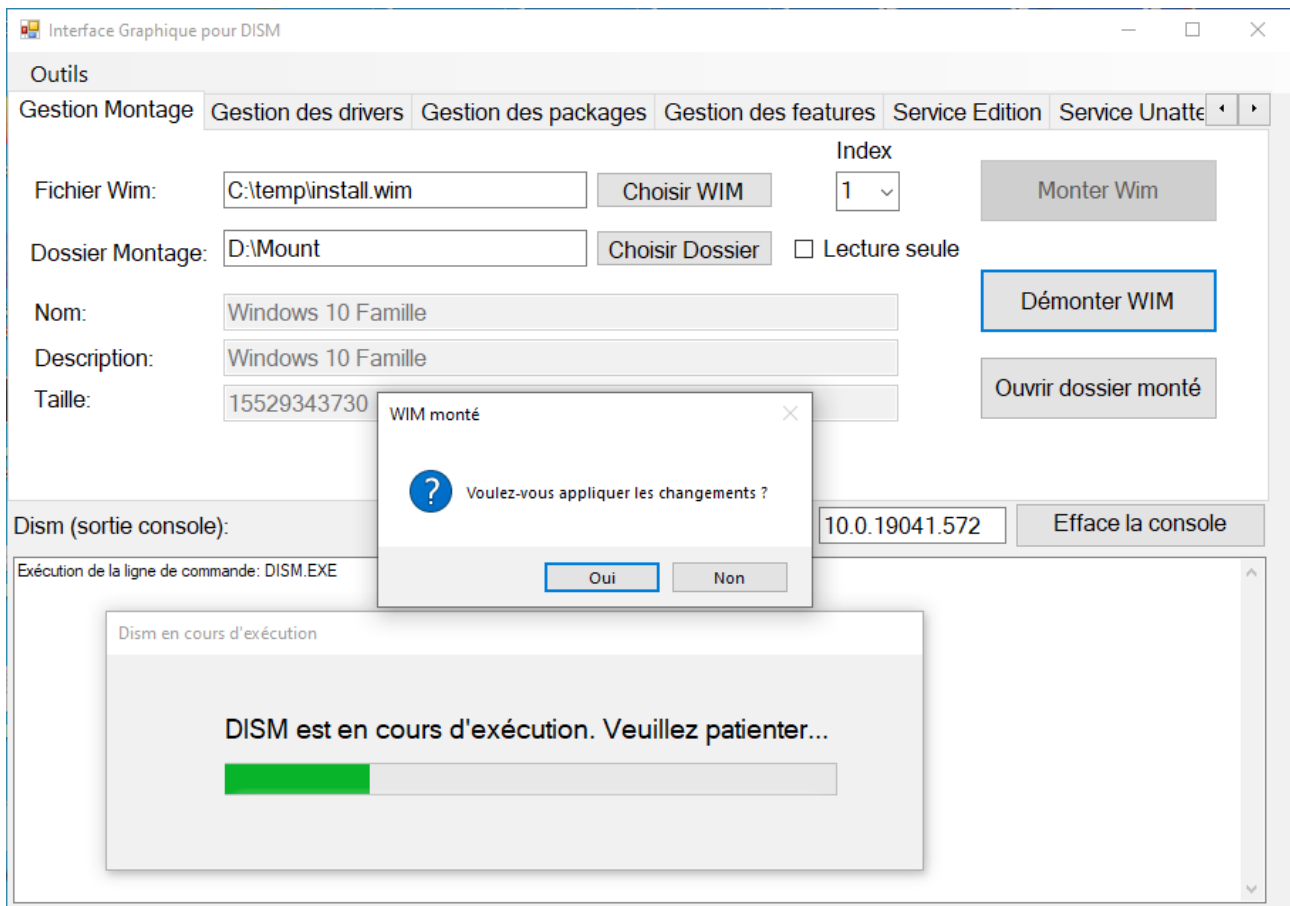 Interface Graphique pour DISM
Outils
Gestion Montage Gestion des drivers Gestion des packages Gestion des features Service Edition Service Unatte
Index
Fichier Wim: C:\temp\install.wim Choisir WIM 1 Monter Wim
Dossier Montage: D:\Mount Choisir Dossier Lecture seule
Démonter WIM
Nom: Windows 10 Famille
Description: Windows 10 Famille
Ouvrir dossier monté
Taille: 15529343730
WIM monté
Voulez-vous appliquer les changements ?
Oui Non
Dism (sortie console): 10.0.19041.572 Efface la console
Exécution de la ligne de commande: DISM.EXE
Dism en cours d'exécution
DISM est en cours d'exécution. Veuillez patienter...